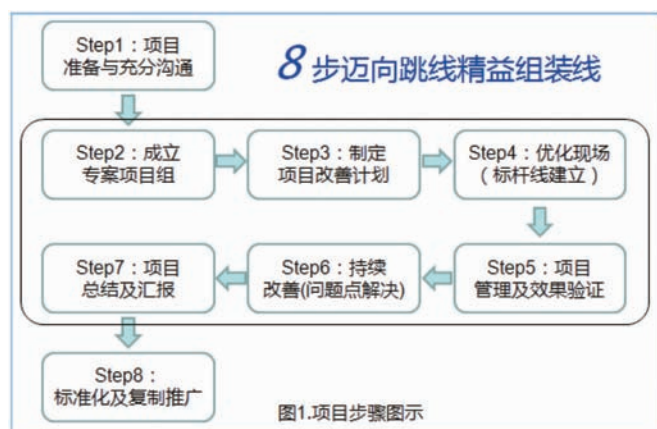 Step1：项目
准备与充分沟通
8步迈向跳线精益组装线
Step2：成立
专案项目组
Step3：制定
项目改善计划
Step4：优化现场
（标杆线建立）
Step5：项目
管理及效果验证
Step6：持续
改善(问题点解决)
Step7：项目
总结及汇报
Step8：
标准化及复制推广
图1.项目步骤图示